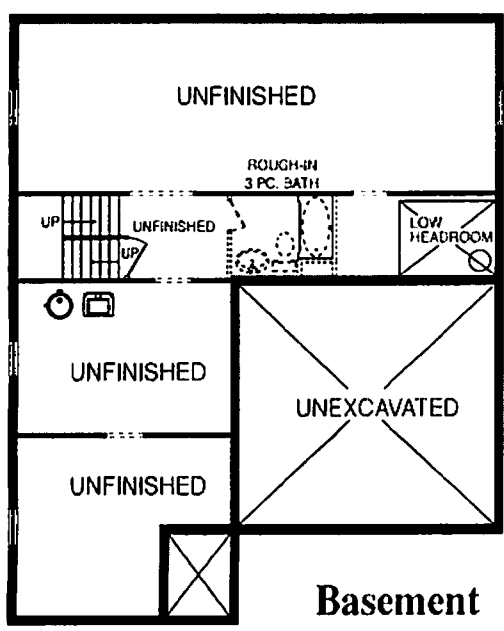 UNFINISHED
ROUGH-IN
3 PC. BATH
UP
UNFINISHED
UP
LOW
HEADROOM
UNFINISHED
UNEXCAVATED
UNFINISHED
Basement